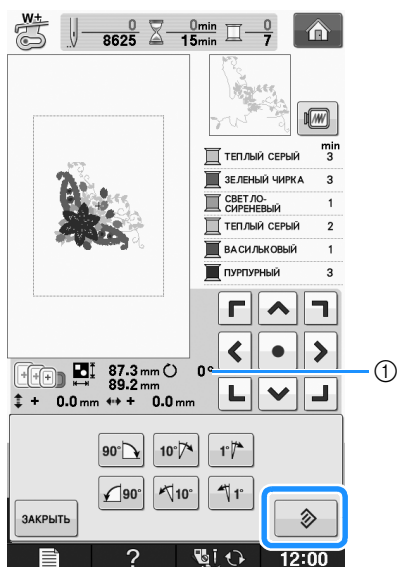 W+
0 0min 0
8625 15min 7
min
ТЕПЛЫЙ СЕРЫЙ 3
ЗЕЛЕНЫЙ ЧИРКА 3
СВЕТЛО-
СИРЕНЕВЫЙ 1
ТЕПЛЫЙ СЕРЫЙ 2
ВАСИЛЬКОВЫЙ 1
ПУРПУРНЫЙ 3
87.3 mm 0°
89.2 mm
+ 0.0 mm + 0.0 mm
①
90° 10° 1°
90° 10° 1°
ЗАКРЫТЬ
? 12:00